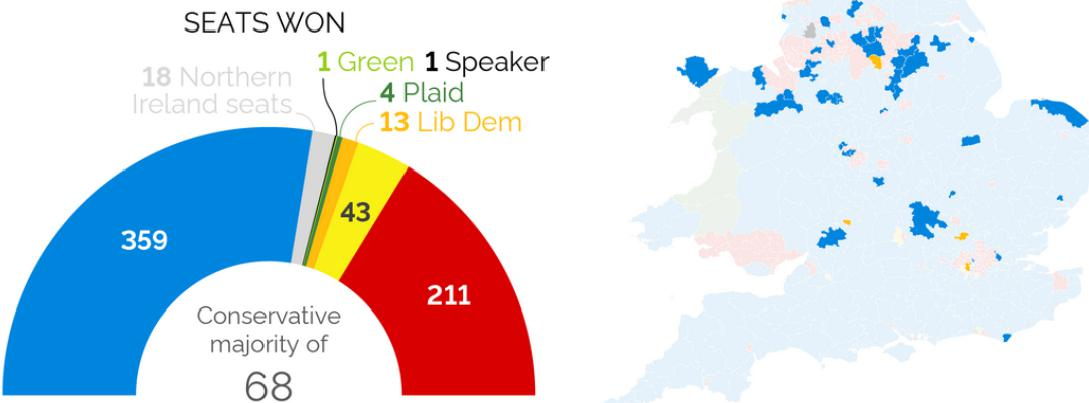 SEATS WON
1 Green 1 Speaker
18 Northern
Ireland seats
4 Plaid
13 Lib Dem
359
43
211
Conservative
majority of
68